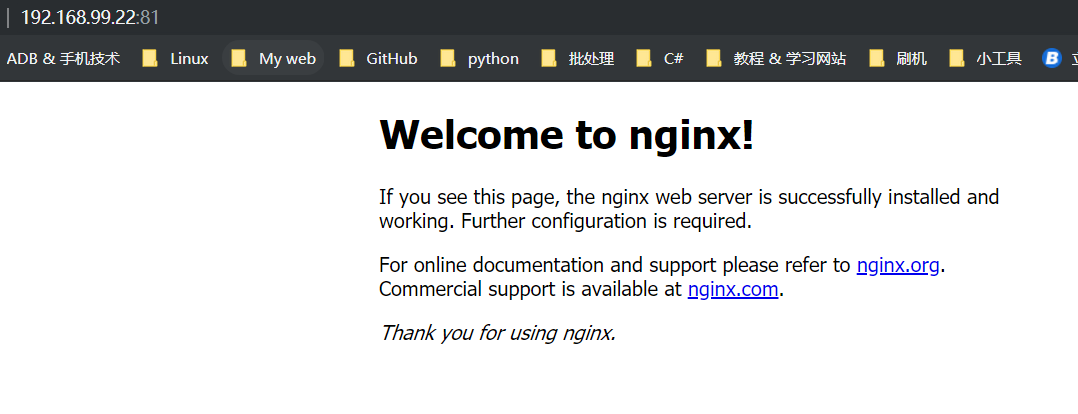 192.168.99.22:81
ADB & 手机技术 Linux My web GitHub python 批处理 C# 教程 & 学习网站 刷机 小工具 B
Welcome to nginx!
If you see this page, the nginx web server is successfully installed and
working. Further configuration is required.
For online documentation and support please refer to nginx.org.
Commercial support is available at nginx.com.
Thank you for using nginx.